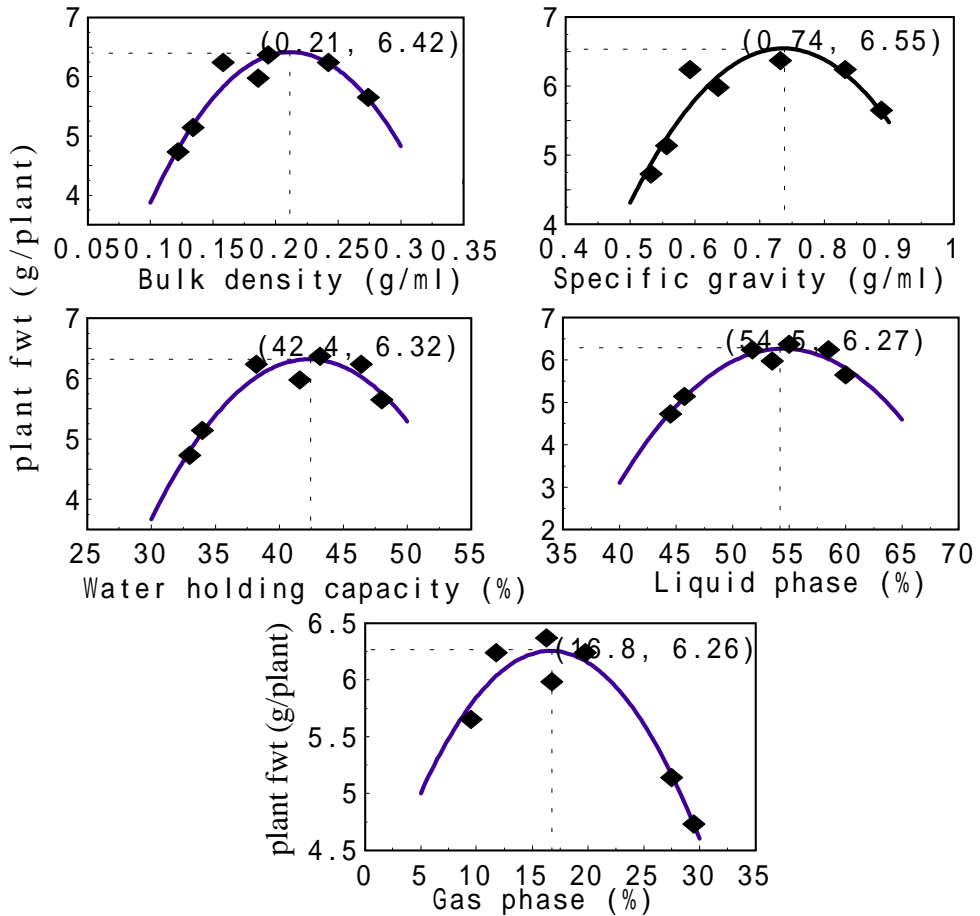 7
6
5
4
(0.21, 6.42)
0.05 0.1 0.15 0.2 0.25 0.3 0.35
Bulk density (g/ml)
7
6
5
4
(0.74, 6.55)
0.4 0.5 0.6 0.7 0.8 0.9 1
Specific gravity (g/ml)
plant fwt (g/plant)
7
6
5
4
(42.4, 6.32)
25 30 35 40 45 50 55
Water holding capacity (%)
7
6
5
4
3
2
(54.5, 6.27)
35 40 45 50 55 60 65 70
Liquid phase (%)
plant fwt (g/plant)
6.5
6
5.5
5
4.5
(16.8, 6.26)
0 5 10 15 20 25 30 35
Gas phase (%)